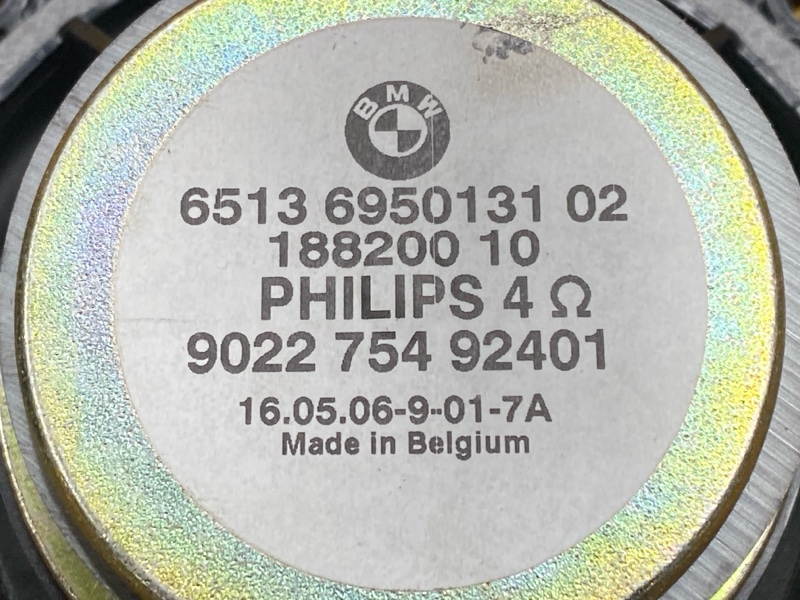 BMW
6513 6950131 02
188200 10
PHILIPS 4 Ω
9022 754 92401
16.05.06-9-01-7A
Made in Belgium